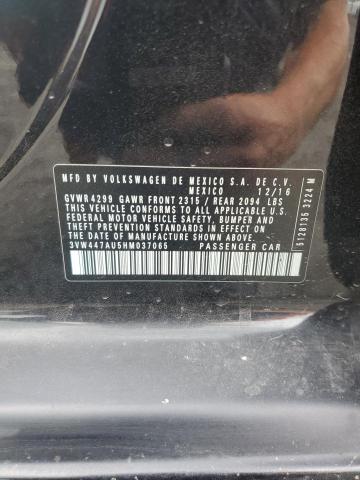 MFD BY VOLKSWAGEN DE MEXICO S.A. DE C.V.
MEXICO 12/16
GVWR 4299 GAWR FRONT 2315 / REAR 2094 LBS
THIS VEHICLE CONFORMS TO ALL APPLICABLE U.S.
FEDERAL MOTOR VEHICLE SAFETY, BUMPER AND
THEFT PREVENTION STANDARDS IN EFFECT ON THE
DATE OF MANUFACTURE SHOWN ABOVE.
3VW447AU5HM037065 PASSENGER CAR
5128135 3224 M